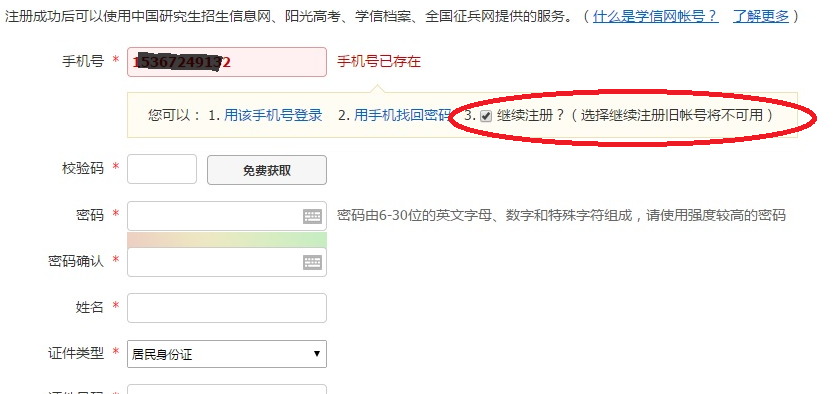 注册成功后可以使用中国研究生招生信息网、阳光高考、学信档案、全国征兵网提供的服务。（什么是学信网帐号？ 了解更多）
手机号 * 手机号已存在
您可以： 1. 用该手机号登录 2. 用手机找回密码 3. 继续注册？（选择继续注册旧帐号将不可用）
校验码 * 免费获取
密码 * 密码由6-30位的英文字母、数字和特殊字符组成，请使用强度较高的密码
密码确认 *
姓名 *
证件类型 * 居民身份证